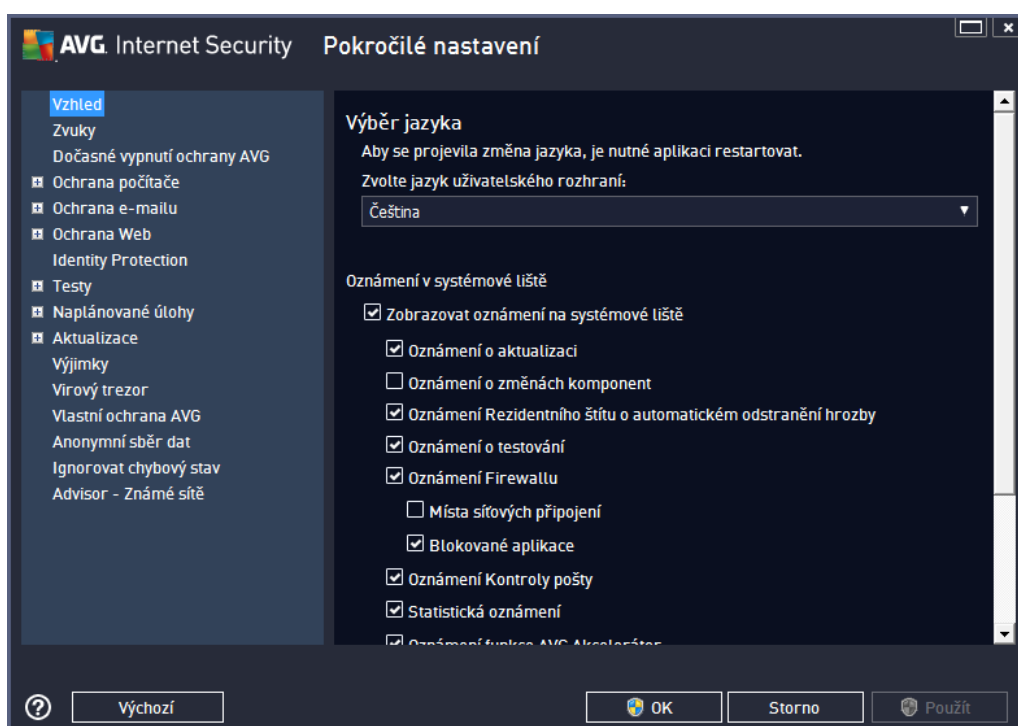 AVG. Internet Security
Pokročilé nastavení
Vzhled
Zvuky
Dočasné vypnutí ochrany AVG
Ochrana počítače
Ochrana e-mailu
Ochrana Web
Identity Protection
Testy
Naplánované úlohy
Aktualizace
Výjimky
Virový trezor
Vlastní ochrana AVG
Anonymní sběr dat
Ignorovat chybový stav
Advisor - Známé sítě
Výběr jazyka
Aby se projevila změna jazyka, je nutné aplikaci restartovat.
Zvolte jazyk uživatelského rozhraní:
Čeština
Oznámení v systémové liště
Zobrazovat oznámení na systémové liště
Oznámení o aktualizaci
Oznámení o změnách komponent
Oznámení Rezidentního štítu o automatickém odstranění hrozby
Oznámení o testování
Oznámení Firewallu
Místa síťových připojení
Blokované aplikace
Oznámení Kontroly pošty
Statistická oznámení
Oznámení funkce AVG Akcelerátor
Výchozí
OK
Storno
Použít